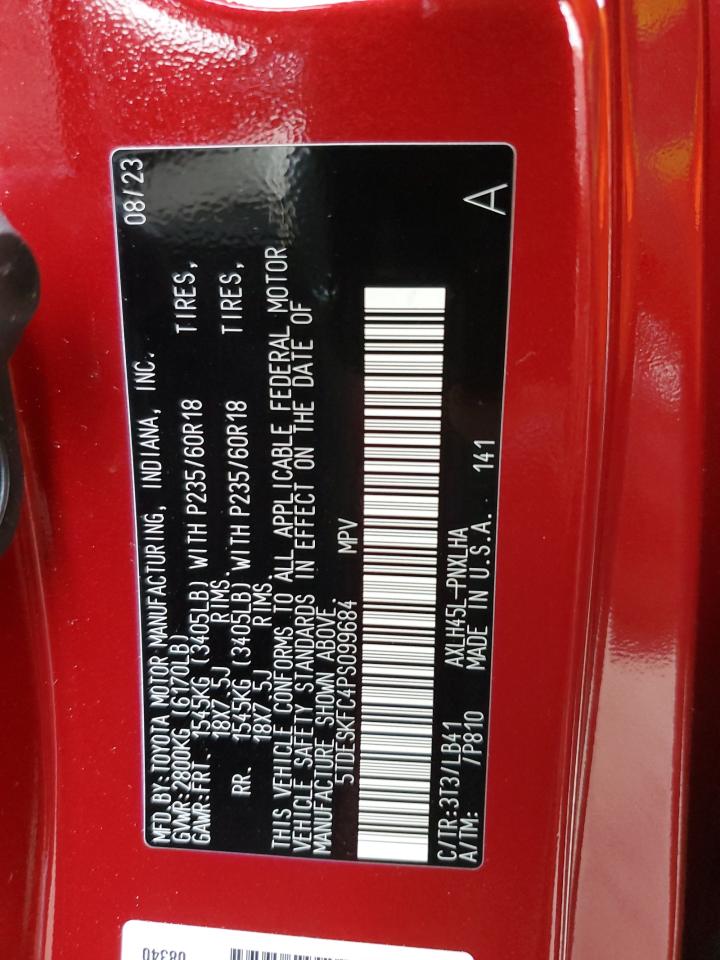 MFD.BY:TOYOTA MOTOR MANUFACTURING, INDIANA, INC. 08/23
GVWR:2800KG (6170LB)
GAWR:FRT. 1545KG (3405LB) WITH P235/60R18 TIRES,
18X7.5J RIMS.
RR. 1545KG (3405LB) WITH P235/60R18 TIRES,
18X7.5J RIMS.
THIS VEHICLE CONFORMS TO ALL APPLICABLE FEDERAL MOTOR
VEHICLE SAFETY STANDARDS IN EFFECT ON THE DATE OF
MANUFACTURE SHOWN ABOVE.
5TDESKFC4PS099684 MPV
C/TR:3T3/LB41 AXLH45L-PNXLHA
A/TM: /P810 MADE IN U.S.A. 141 A
08340